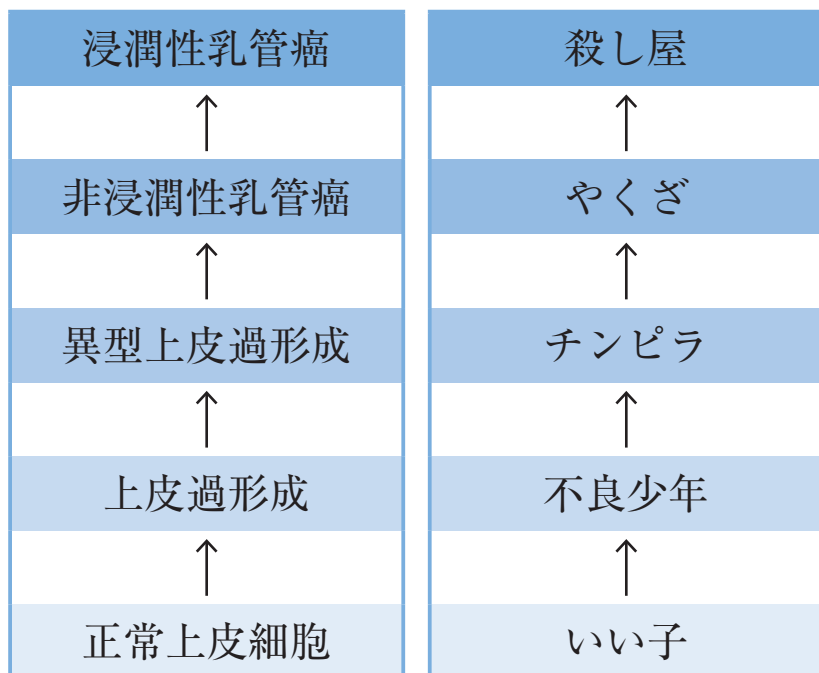 浸潤性乳管癌
↑
非浸潤性乳管癌
↑
異型上皮過形成
↑
上皮過形成
↑
正常上皮細胞
殺し屋
↑
やくざ
↑
チンピラ
↑
不良少年
↑
いい子